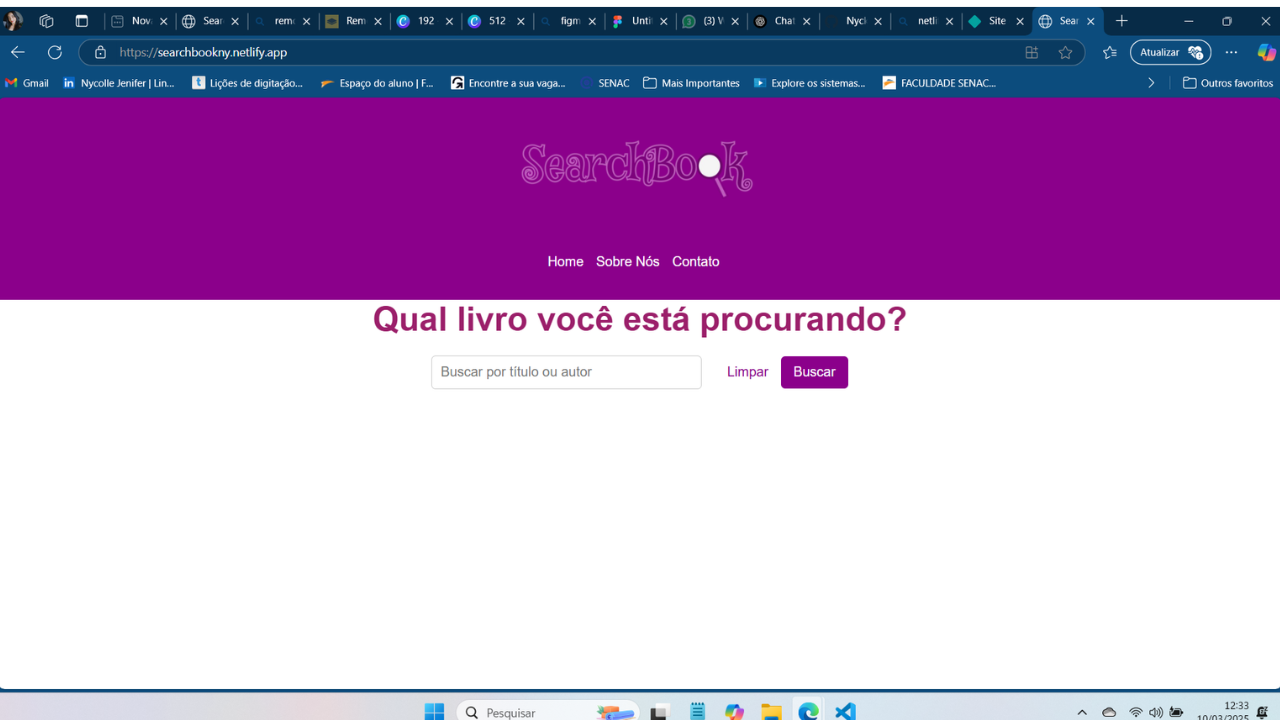 Nov. Sear rem Rem 192 512 figm Unti (3) V Chat Nyck netli Site Sear
https://searchbookny.netlify.app Atualizar
Gmail Nycolle Jenifer | Lin... Lições de digitação... Espaço do aluno | F... Encontre a sua vaga... SENAC Mais Importantes Explore os sistemas... FACULDADE SENAC... Outros favoritos
SearchBook
Home Sobre Nós Contato
Qual livro você está procurando?
Buscar por título ou autor Limpar Buscar
Pesquisar 12:33
10/03/2025